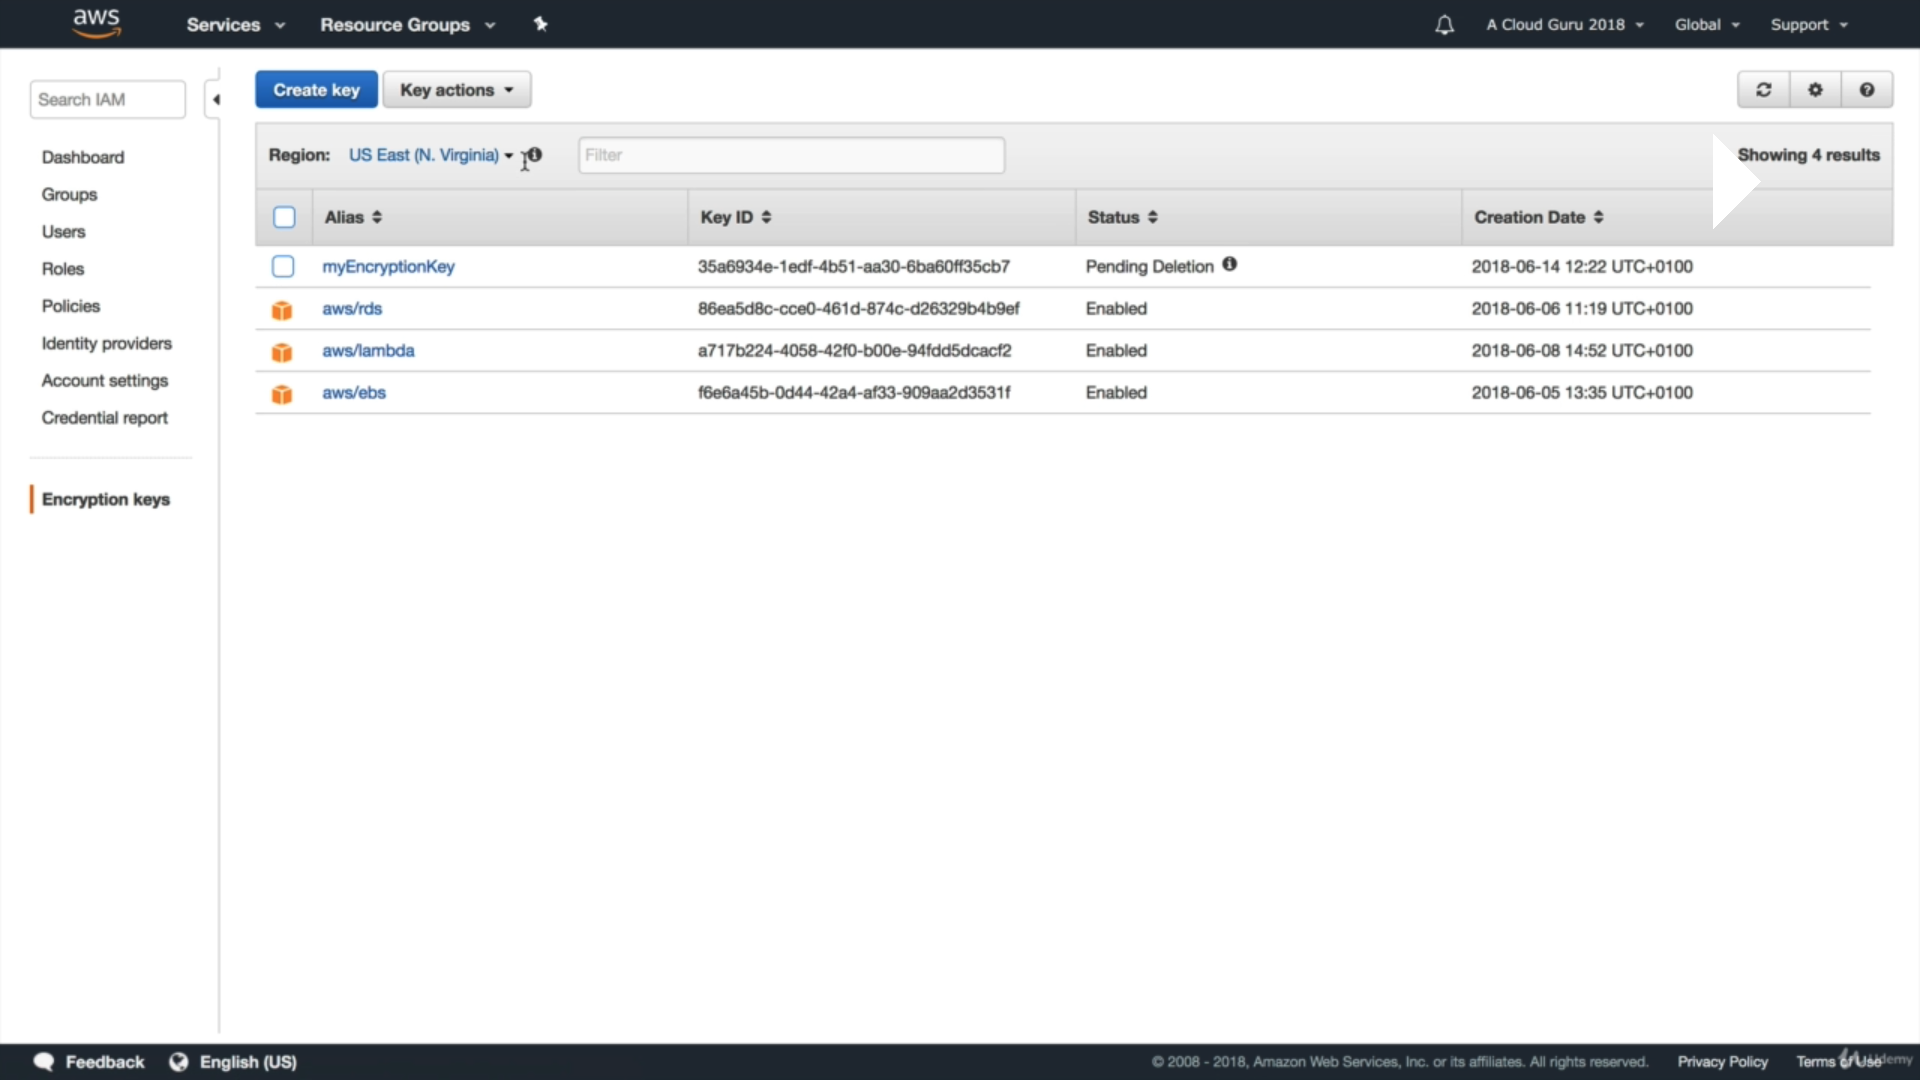 aws Services Resource Groups A Cloud Guru 2018 Global Support
Search IAM
Dashboard
Groups
Users
Roles
Policies
Identity providers
Account settings
Credential report
Encryption keys
Create key Key actions
Region: US East (N. Virginia) Filter Showing 4 results
Alias Key ID Status Creation Date
myEncryptionKey 35a6934e-1edf-4b51-aa30-6ba60ff35cb7 Pending Deletion 2018-06-14 12:22 UTC+0100
aws/rds 86ea5d8c-cce0-461d-874c-d26329b4b9ef Enabled 2018-06-06 11:19 UTC+0100
aws/lambda a717b224-4058-42f0-b00e-94fdd5dcacf2 Enabled 2018-06-08 14:52 UTC+0100
aws/ebs f6e6a45b-0d44-42a4-af33-909aa2d3531f Enabled 2018-06-05 13:35 UTC+0100
Feedback English (US) © 2008 - 2018, Amazon Web Services, Inc. or its affiliates. All rights reserved. Privacy Policy Terms of Use